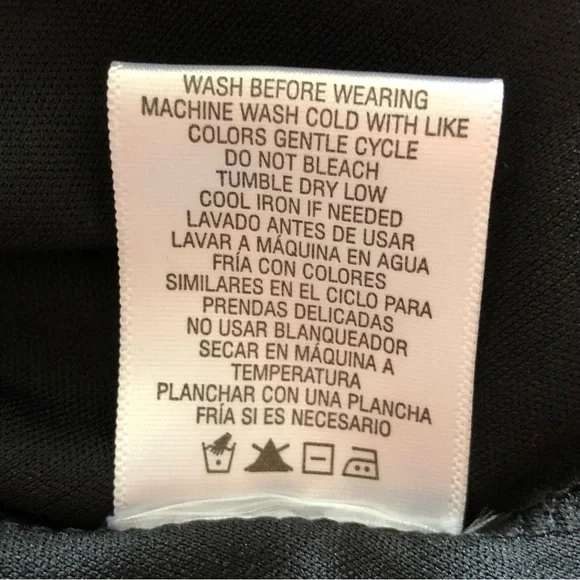 WASH BEFORE WEARING
MACHINE WASH COLD WITH LIKE
COLORS GENTLE CYCLE
DO NOT BLEACH
TUMBLE DRY LOW
COOL IRON IF NEEDED
LAVADO ANTES DE USAR
LAVAR A MÁQUINA EN AGUA
FRÍA CON COLORES
SIMILARES EN EL CICLO PARA
PRENDAS DELICADAS
NO USAR BLANQUEADOR
SECAR EN MÁQUINA A
TEMPERATURA
PLANCHAR CON UNA PLANCHA
FRÍA SI ES NECESARIO